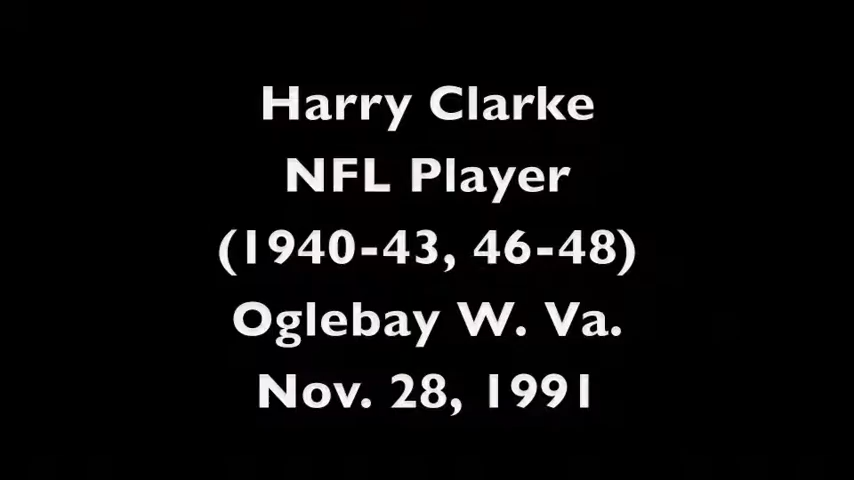 Harry Clarke
NFL Player
(1940-43, 46-48)
Oglebay W. Va.
Nov. 28, 1991